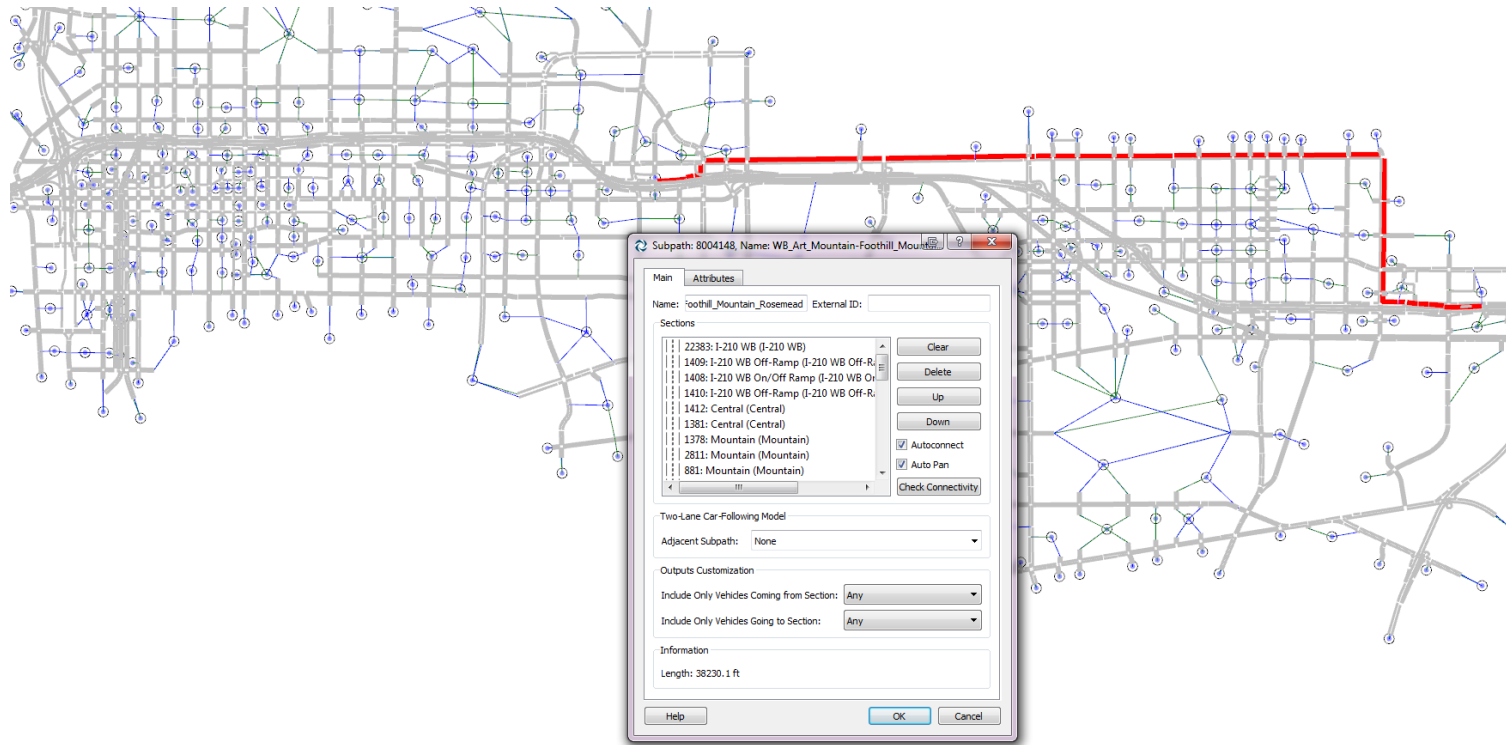 Subpath: 8004148, Name: WB_Art_Mountain-Foothill_Mount...
Main Attributes
Name: Foothill_Mountain_Rosemead External ID:
Sections
22383: I-210 WB (I-210 WB)
1409: I-210 WB Off-Ramp (I-210 WB Off-R
1408: I-210 WB On/Off Ramp (I-210 WB Or
1410: I-210 WB Off-Ramp (I-210 WB Off-R
1412: Central (Central)
1381: Central (Central)
1378: Mountain (Mountain)
2811: Mountain (Mountain)
881: Mountain (Mountain)
Clear
Delete
Up
Down
Autoconnect
Auto Pan
Check Connectivity
Two-Lane Car-Following Model
Adjacent Subpath: None
Outputs Customization
Include Only Vehicles Coming from Section: Any
Include Only Vehicles Going to Section: Any
Information
Length: 38230.1 ft
Help OK Cancel